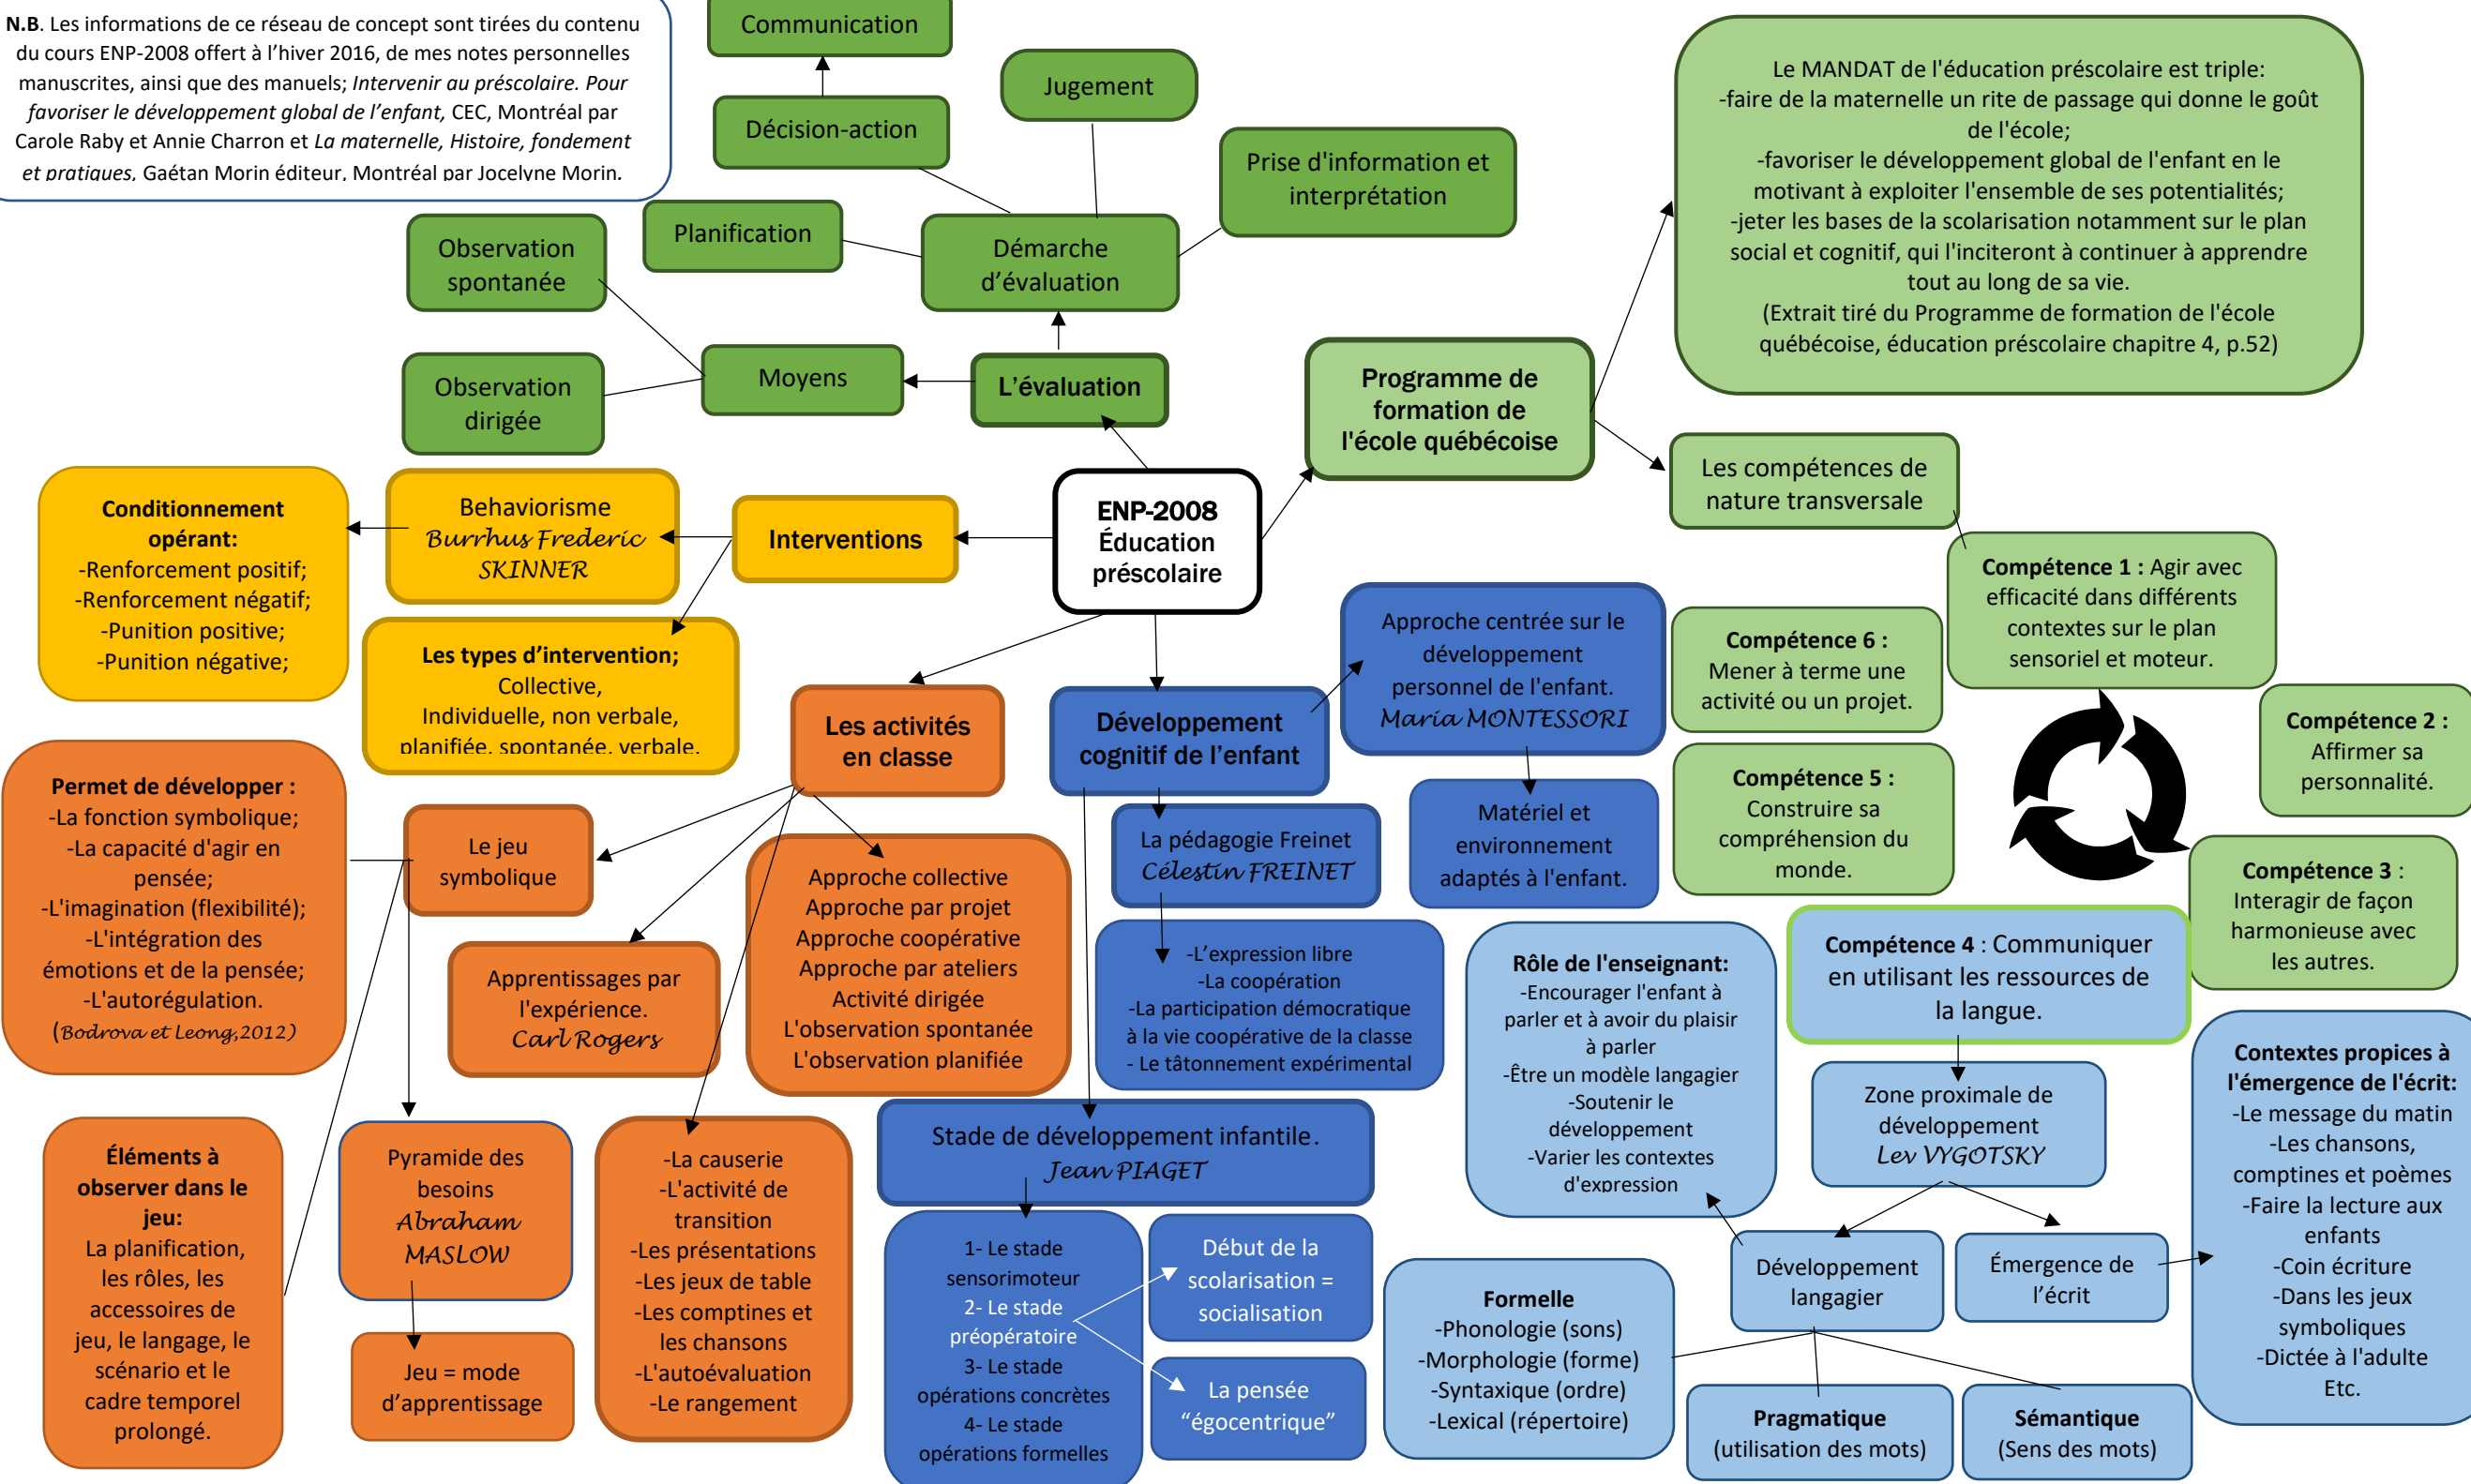 N.B. Les informations de ce réseau de concept sont tirées du contenu
du cours ENP-2008 offert à l'hiver 2016, de mes notes personnelles
manuscrites, ainsi que des manuels; Intervenir au préscolaire. Pour
favoriser le développement global de l'enfant, CEC, Montréal par
Carole Raby et Annie Charron et La maternelle, Histoire, fondement
et pratiques, Gaétan Morin éditeur, Montréal par Jocelyne Morin.
Communication
Décision-action
Jugement
Prise d'information et
interprétation
Planification
Démarche
d'évaluation
Observation
spontanée
Observation
dirigée
Moyens
L'évaluation
Programme de
formation de
l'école québécoise
Le MANDAT de l'éducation préscolaire est triple:
-faire de la maternelle un rite de passage qui donne le goût
de l'école;
-favoriser le développement global de l'enfant en le
motivant à exploiter l'ensemble de ses potentialités;
-jeter les bases de la scolarisation notamment sur le plan
social et cognitif, qui l'inciteront à continuer à apprendre
tout au long de sa vie.
(Extrait tiré du Programme de formation de l'école
québécoise, éducation préscolaire chapitre 4, p.52)
Les compétences de
nature transversale
Conditionnement
opérant:
-Renforcement positif;
-Renforcement négatif;
-Punition positive;
-Punition négative;
Behaviorisme
Burrhus Frederic
SKINNER
Interventions
ENP-2008
Éducation
préscolaire
Les types d'intervention;
Collective,
Individuelle, non verbale,
planifiée, spontanée, verbale.
Compétence 1 : Agir avec
efficacité dans différents
contextes sur le plan
sensoriel et moteur.
Compétence 6 :
Mener à terme une
activité ou un projet.
Compétence 2 :
Affirmer sa
personnalité.
Compétence 5 :
Construire sa
compréhension du
monde.
Compétence 3 :
Interagir de façon
harmonieuse avec
les autres.
Compétence 4 : Communiquer
en utilisant les ressources de
la langue.
Les activités
en classe
Développement
cognitif de l'enfant
Approche centrée sur le
développement
personnel de l'enfant.
Maria MONTESSORI
Matériel et
environnement
adaptés à l'enfant.
La pédagogie Freinet
Célestin FREINET
-L'expression libre
-La coopération
-La participation démocratique
à la vie coopérative de la classe
- Le tâtonnement expérimental
Permet de développer :
-La fonction symbolique;
-La capacité d'agir en
pensée;
-L'imagination (flexibilité);
-L'intégration des
émotions et de la pensée;
-L'autorégulation.
(Bodrova et Leong,2012)
Le jeu
symbolique
Apprentissages par
l'expérience.
Carl Rogers
Approche collective
Approche par projet
Approche coopérative
Approche par ateliers
Activité dirigée
L'observation spontanée
L'observation planifiée
Éléments à
observer dans le
jeu:
La planification,
les rôles, les
accessoires de
jeu, le langage, le
scénario et le
cadre temporel
prolongé.
Pyramide des
besoins
Abraham
MASLOW
Jeu = mode
d'apprentissage
-La causerie
-L'activité de
transition
-Les présentations
-Les jeux de table
-Les comptines et
les chansons
-L'autoévaluation
-Le rangement
Stade de développement infantile.
Jean PIAGET
1- Le stade
sensorimoteur
2- Le stade
préopératoire
3- Le stade
opérations concrètes
4- Le stade
opérations formelles
Début de la
scolarisation =
socialisation
La pensée
"égocentrique"
Rôle de l'enseignant:
-Encourager l'enfant à
parler et à avoir du plaisir
à parler
-Être un modèle langagier
-Soutenir le
développement
-Varier les contextes
d'expression
Zone proximale de
développement
Lev VYGOTSKY
Développement
langagier
Émergence de
l'écrit
Contextes propices à
l'émergence de l'écrit:
-Le message du matin
-Les chansons,
comptines et poèmes
-Faire la lecture aux
enfants
-Coin écriture
-Dans les jeux
symboliques
-Dictée à l'adulte
Etc.
Formelle
-Phonologie (sons)
-Morphologie (forme)
-Syntaxique (ordre)
-Lexical (répertoire)
Pragmatique
(utilisation des mots)
Sémantique
(Sens des mots)